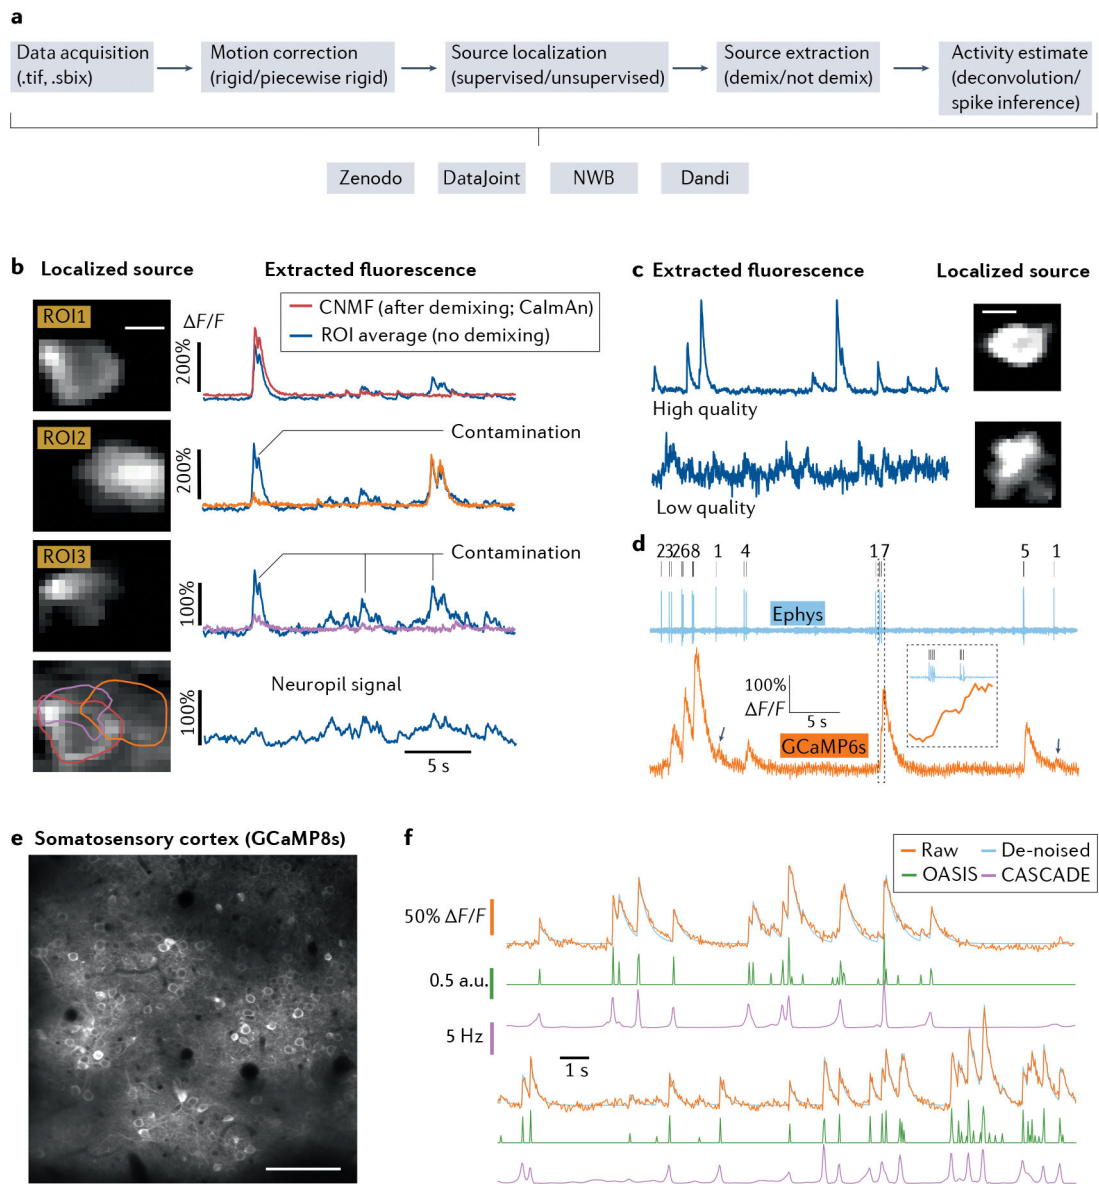 a
Data acquisition
(.tif, .sbix)
Motion correction
(rigid/piecewise rigid)
Source localization
(supervised/unsupervised)
Source extraction
(demix/not demix)
Activity estimate
(deconvolution/
spike inference)
Zenodo
DataJoint
NWB
Dandi
b
Localized source
Extracted fluorescence
ROI1
ΔF/F
200%
CNMF (after demixing; CaImAn)
ROI average (no demixing)
ROI2
200%
Contamination
ROI3
100%
Contamination
100%
Neuropil signal
5 s
c
Extracted fluorescence
Localized source
High quality
Low quality
d
23268 1 4 17 5 1
Ephys
100%
ΔF/F
5 s
GCaMP6s
e
Somatosensory cortex (GCaMP8s)
f
Raw
De-noised
OASIS
CASCADE
50% ΔF/F
0.5 a.u.
5 Hz
1 s